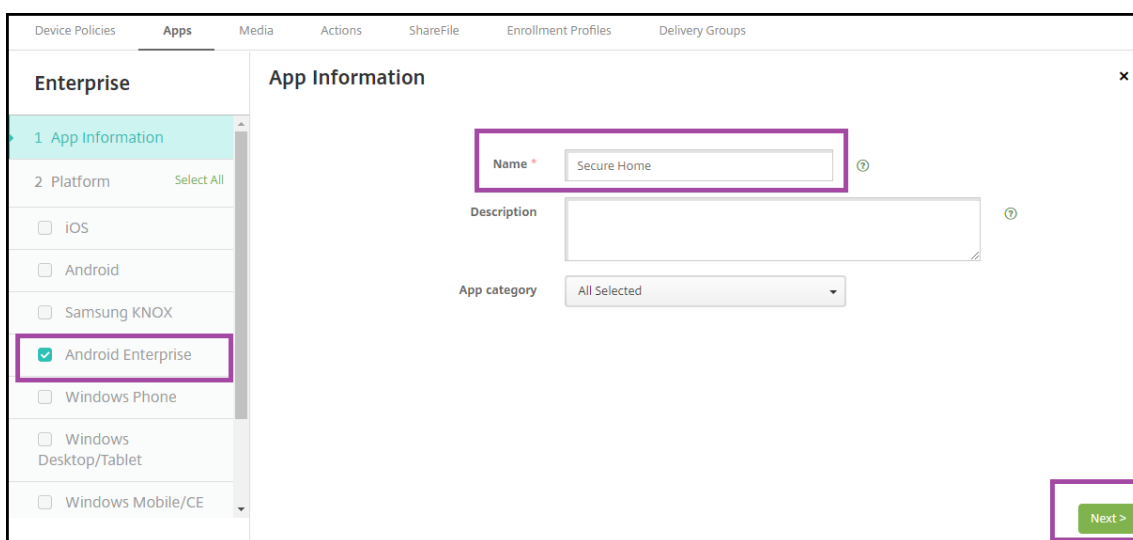 Device Policies Apps Media Actions ShareFile Enrollment Profiles Delivery Groups
Enterprise
1 App Information
2 Platform Select All
iOS
Android
Samsung KNOX
Android Enterprise
Windows Phone
Windows
Desktop/Tablet
Windows Mobile/CE
App Information
×
Name * Secure Home ?
Description ?
App category All Selected
Next >